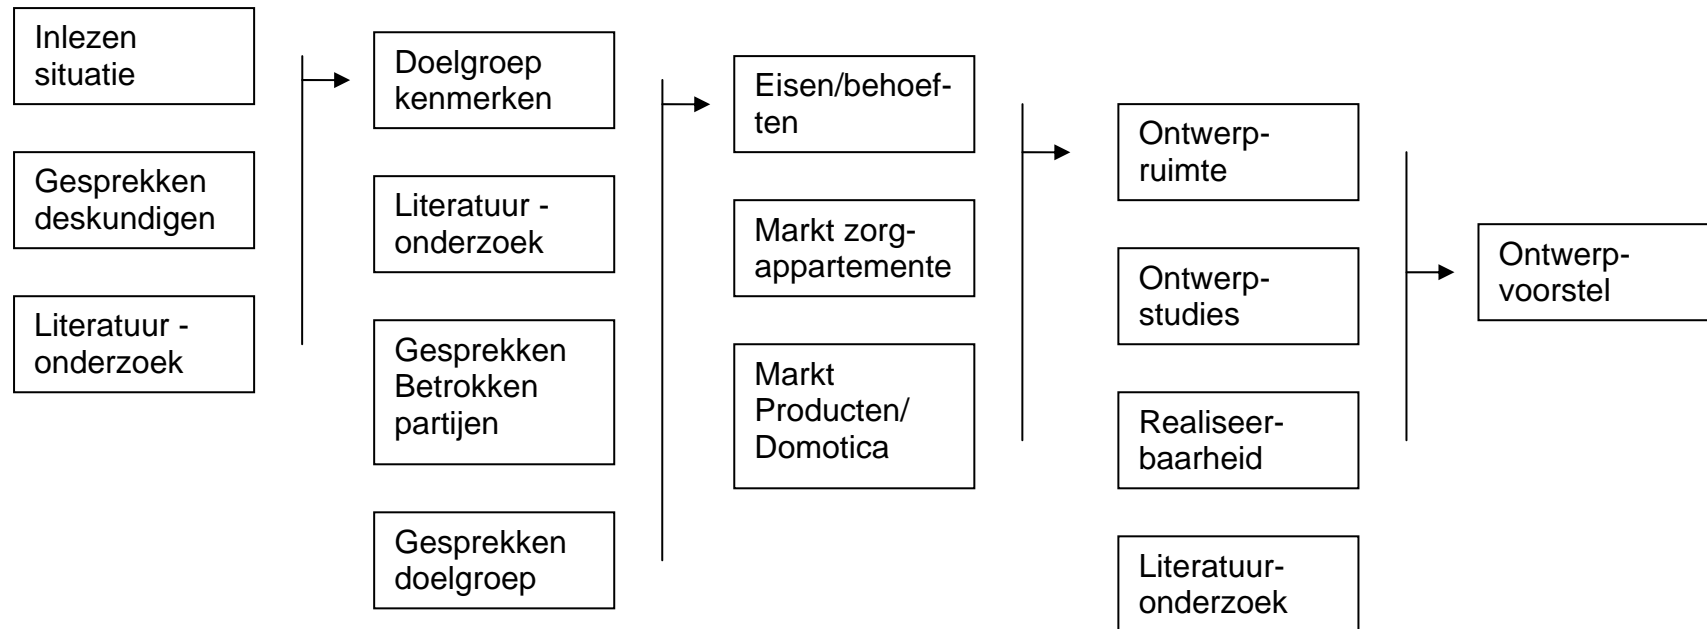 Inlezen
situatie
Gesprekken
deskundigen
Literatuur -
onderzoek
Doelgroep
kenmerken
Literatuur -
onderzoek
Gesprekken
Betrokken
partijen
Gesprekken
doelgroep
Eisen/behoef-
ten
Markt zorg-
appartemente
Markt
Producten/
Domotica
Ontwerp-
ruimte
Ontwerp-
studies
Realiseer-
baarheid
Literatuur-
onderzoek
Ontwerp-
voorstel